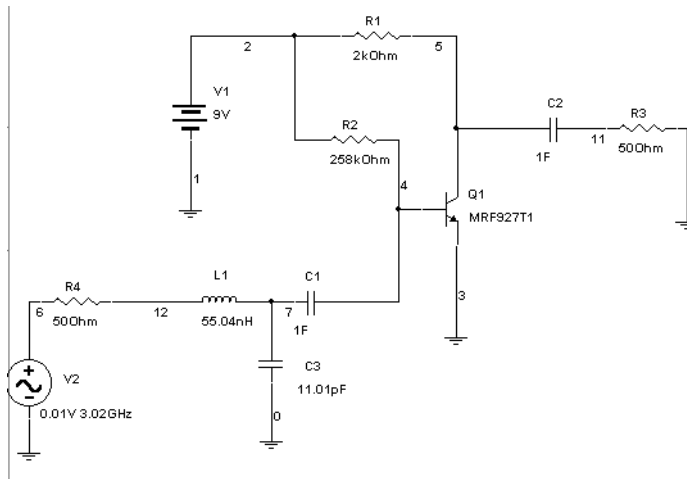 R1
2
5
2kOhm
V1
9V
C2
R3
R2
11
1F
50Ohm
258kOhm
1
4
Q1
MRF927T1
L1
R4
C1
3
6
12
7
50Ohm
55.04nH
1F
C3
V2
11.01pF
0.01V 3.02GHz
0